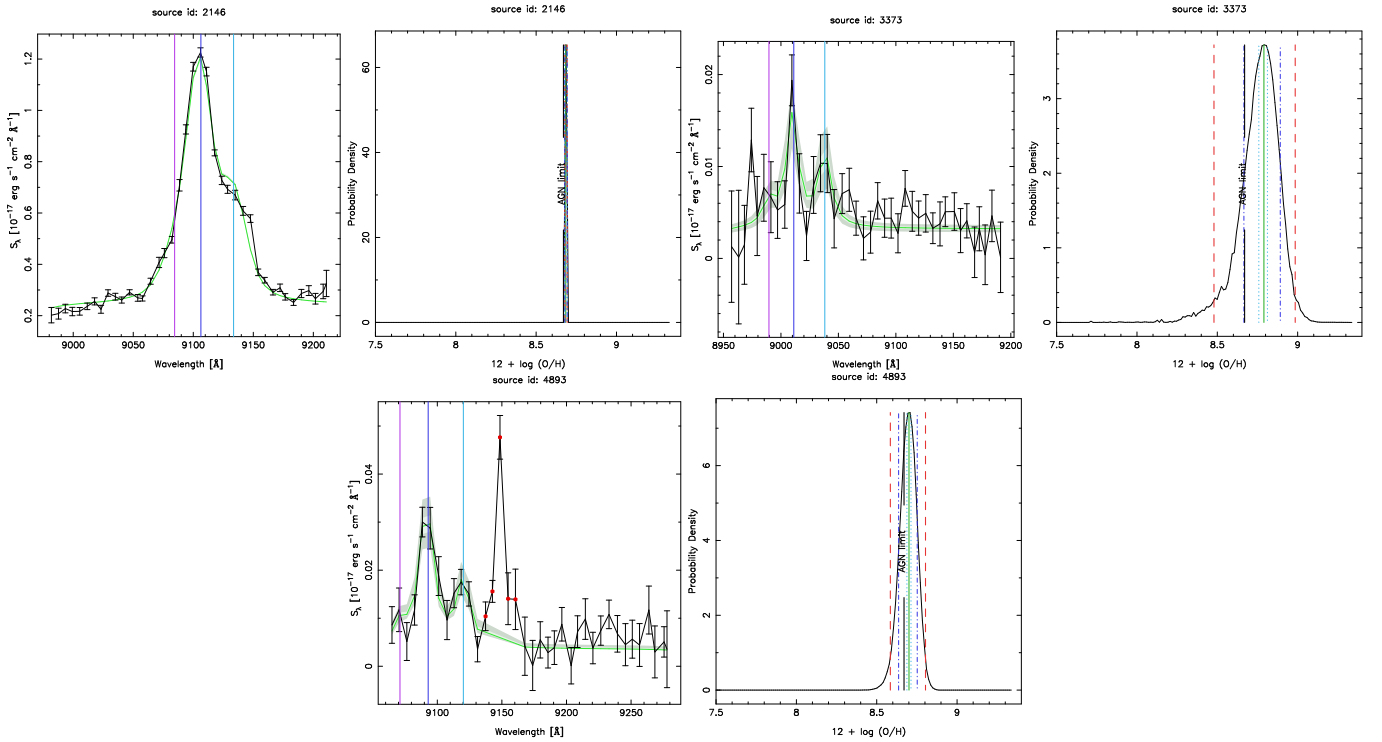 source id: 2146
source id: 2146
source id: 3373
source id: 3373
S_λ [10^−17 erg s^−1 cm^−2 Å^−1]
0.2 0.4 0.6 0.8 1 1.2
9000 9050 9100 9150 9200
Wavelength [Å]
Probability Density
0 20 40 60
AGN limit
7.5 8 8.5 9
12 + log (O/H)
S_λ [10^−17 erg s^−1 cm^−2 Å^−1]
0 0.01 0.02
8950 9000 9050 9100 9150 9200
Wavelength [Å]
Probability Density
0 1 2 3
AGN limit
7.5 8 8.5 9
12 + log (O/H)
source id: 4893
source id: 4893
S_λ [10^−17 erg s^−1 cm^−2 Å^−1]
0 0.02 0.04
9100 9150 9200 9250
Wavelength [Å]
Probability Density
0 2 4 6
AGN limit
7.5 8 8.5 9
12 + log (O/H)